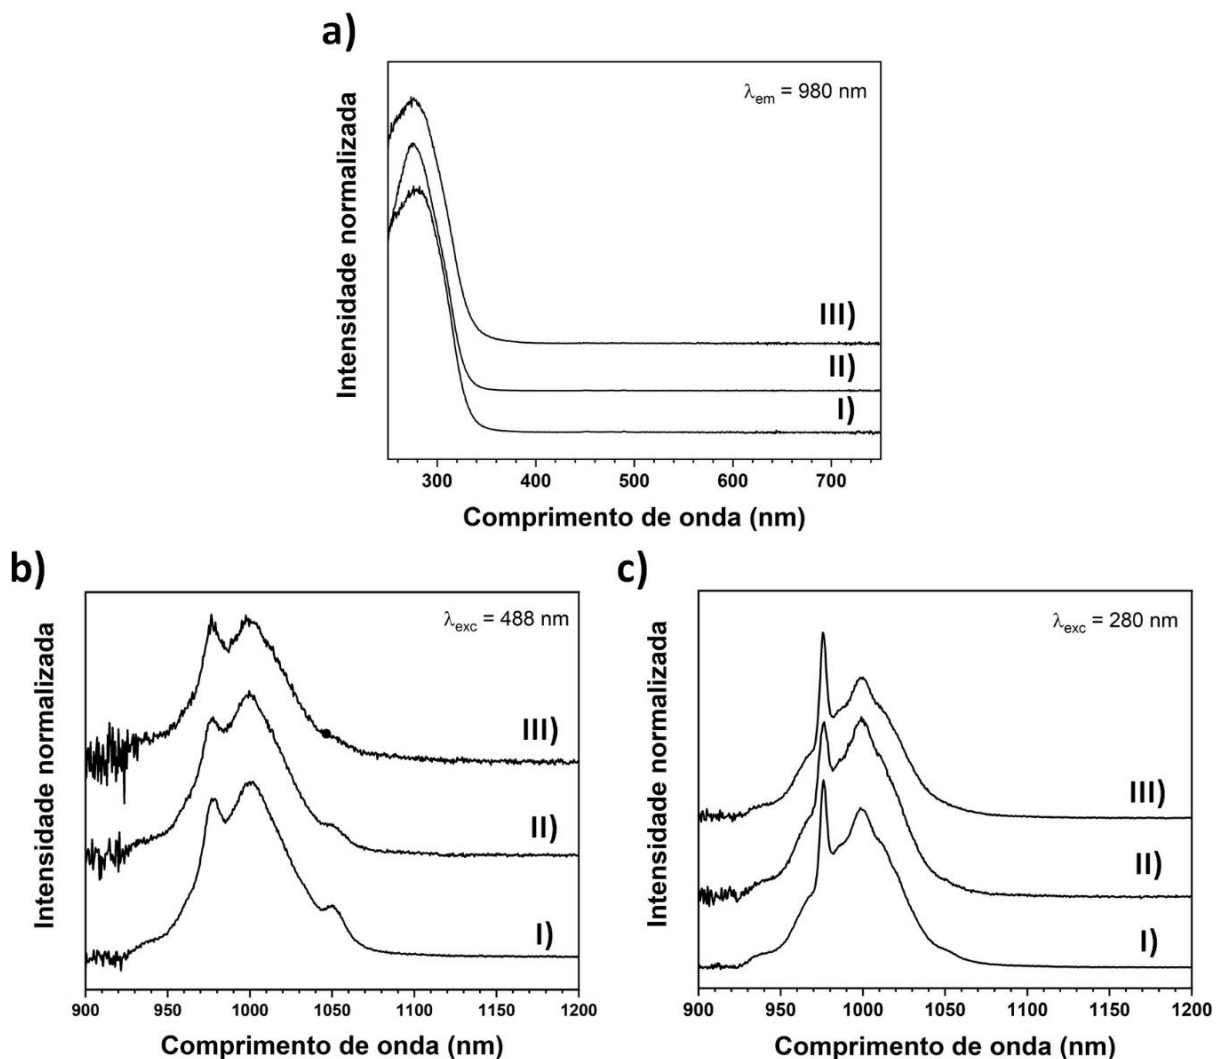 a)
Intensidade normalizada
λem = 980 nm
III)
II)
I)
300 400 500 600 700
Comprimento de onda (nm)
b)
Intensidade normalizada
λexc = 488 nm
III)
II)
I)
900 950 1000 1050 1100 1150 1200
Comprimento de onda (nm)
c)
Intensidade normalizada
λexc = 280 nm
III)
II)
I)
900 950 1000 1050 1100 1150 1200
Comprimento de onda (nm)